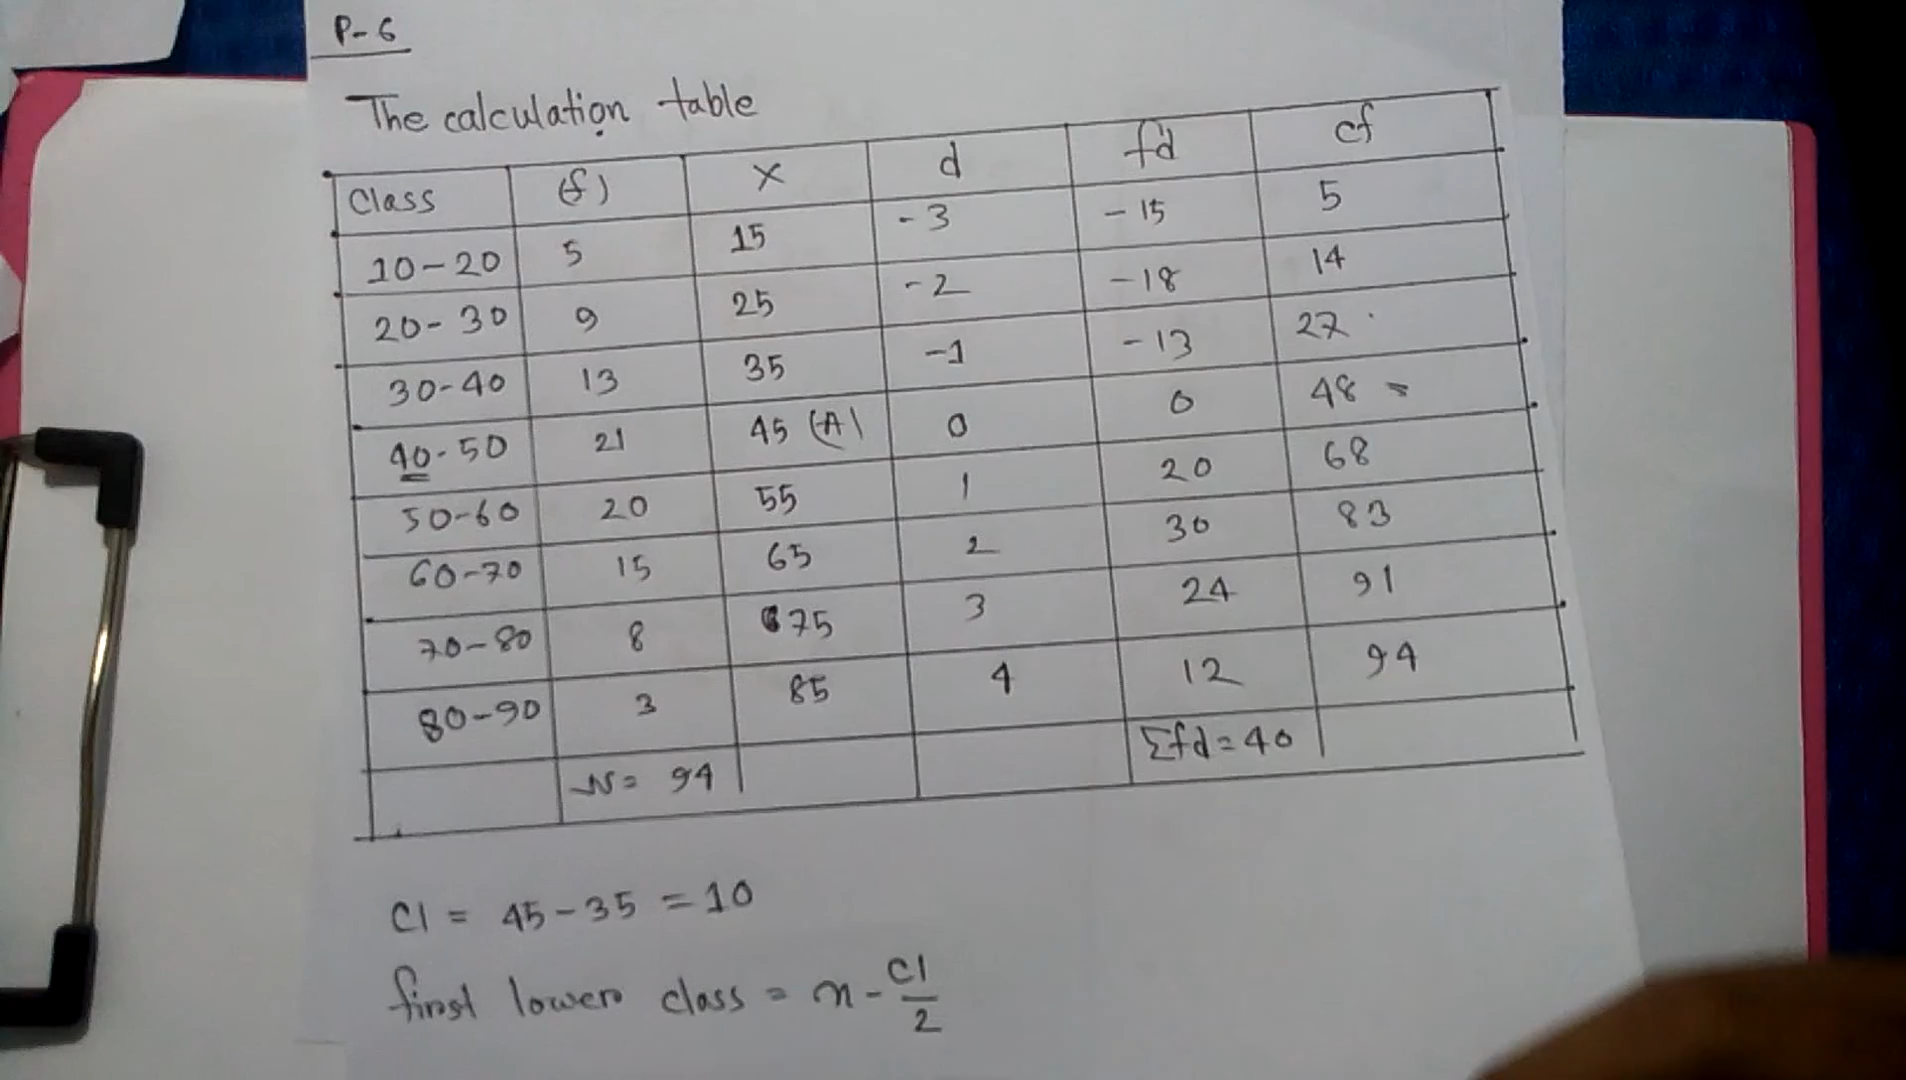 P-6
The calculation table
Class (f) x d fd cf
10-20 5 15 -3 -15 5
20-30 9 25 -2 -18 14
30-40 13 35 -1 -13 27
40-50 21 45 (A) 0 0 48
50-60 20 55 1 20 68
60-70 15 65 2 30 83
70-80 8 75 3 24 91
80-90 3 85 4 12 94
N = 94 Σfd = 40
CI = 45-35 = 10
first lower class = x - CI/2